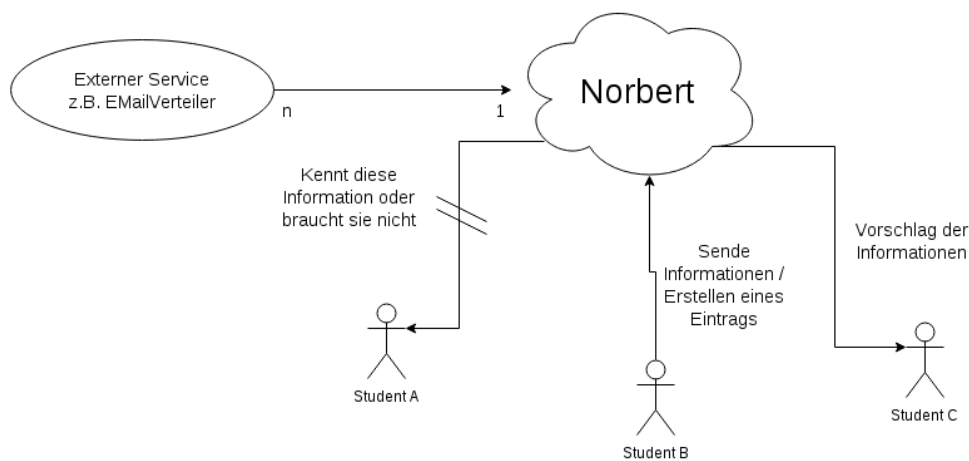 Externer Service
z.B. EMailVerteiler
n
1
Norbert
Kennt diese
Information oder
braucht sie nicht
Sende
Informationen /
Erstellen eines
Eintrags
Vorschlag der
Informationen
Student A
Student B
Student C